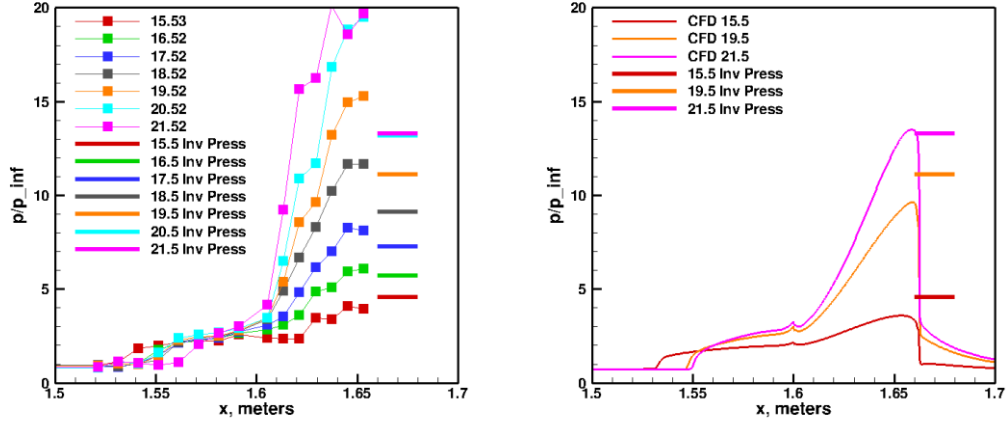 20
15
10
5
0
p/p_inf
15.53
16.52
17.52
18.52
19.52
20.52
21.52
15.5 Inv Press
16.5 Inv Press
17.5 Inv Press
18.5 Inv Press
19.5 Inv Press
20.5 Inv Press
21.5 Inv Press
1.5
1.55
1.6
1.65
1.7
x, meters
20
15
10
5
0
p/p_inf
CFD 15.5
CFD 19.5
CFD 21.5
15.5 Inv Press
19.5 Inv Press
21.5 Inv Press
1.5
1.55
1.6
1.65
1.7
x, meters